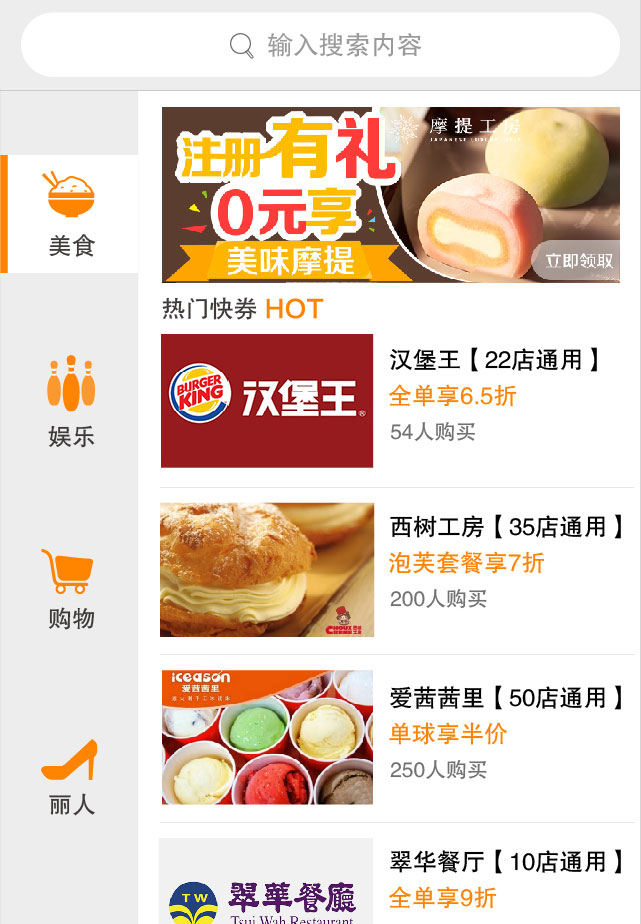 输入搜索内容
美食
娱乐
购物
丽人
注册有礼
0元享
美味摩提
摩提工房
立即领取
热门快券 HOT
BURGER KING
汉堡王®
汉堡王【22店通用】
全单享6.5折
54人购买
西树工房【35店通用】
泡芙套餐享7折
200人购买
iceason
爱茜茜里
爱茜茜里【50店通用】
单球享半价
250人购买
TW
翠華餐廳
Tsui Wah Restaurant
翠华餐厅【10店通用】
全单享9折